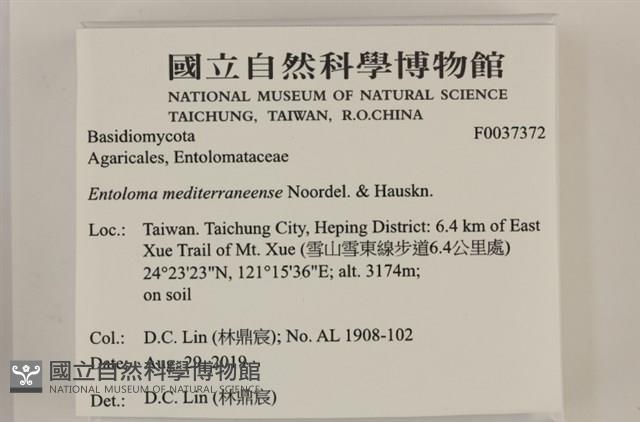 國立自然科學博物館
NATIONAL MUSEUM OF NATURAL SCIENCE
TAICHUNG, TAIWAN, R.O.CHINA
Basidiomycota F0037372
Agaricales, Entolomataceae
Entoloma mediterraneense Noordel. & Hauskn.
Loc.: Taiwan. Taichung City, Heping District: 6.4 km of East
Xue Trail of Mt. Xue (雪山雪東線步道6.4公里處)
24°23'23"N, 121°15'36"E; alt. 3174m;
on soil
Col.: D.C. Lin (林鼎宸); No. AL 1908-102
Date: Aug. 29, 2019
國立自然科學博物館
NATIONAL MUSEUM OF NATURAL SCIENCE
Det.: D.C. Lin (林鼎宸)